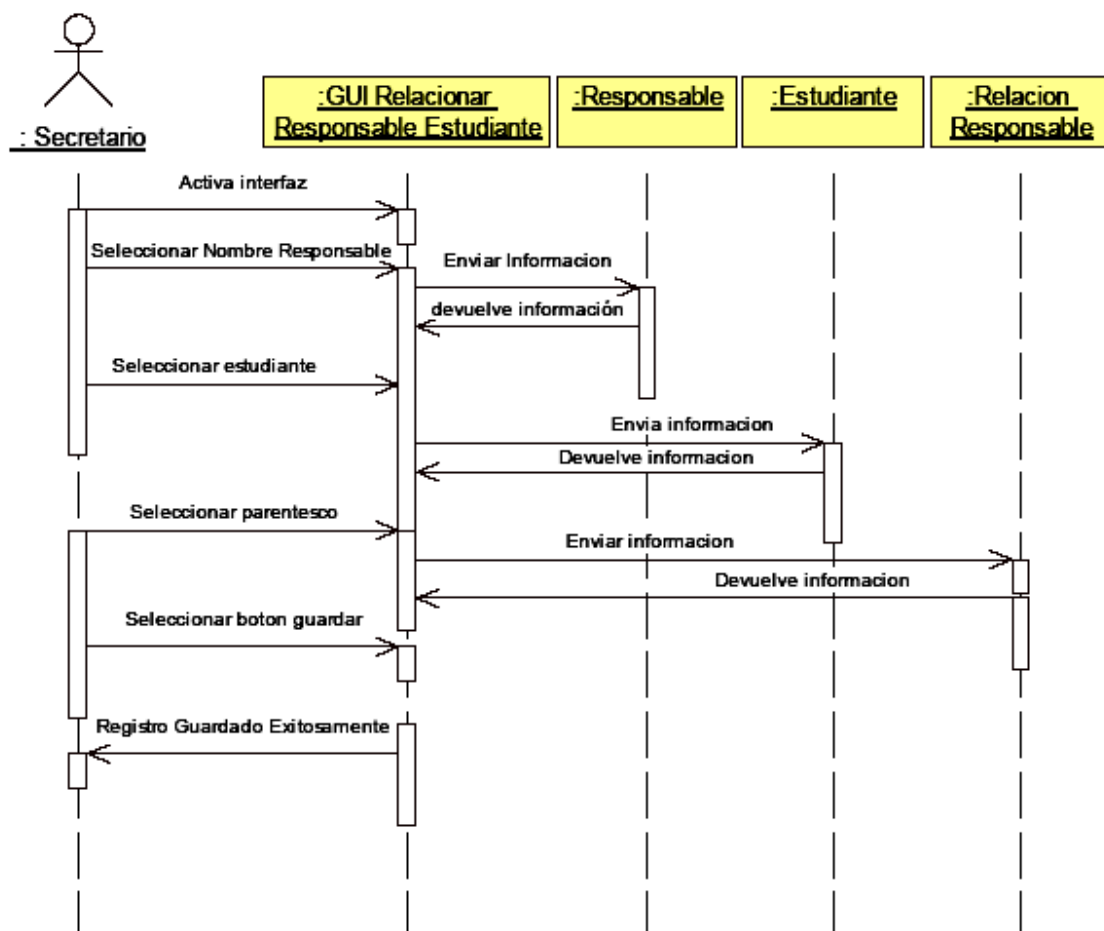 : Secretario
:GUI Relacionar
Responsable Estudiante
:Responsable
:Estudiante
:Relacion
Responsable
Activa interfaz
Seleccionar Nombre Responsable
Enviar Informacion
devuelve información
Seleccionar estudiante
Envia informacion
Devuelve informacion
Seleccionar parentesco
Enviar informacion
Devuelve informacion
Seleccionar boton guardar
Registro Guardado Exitosamente